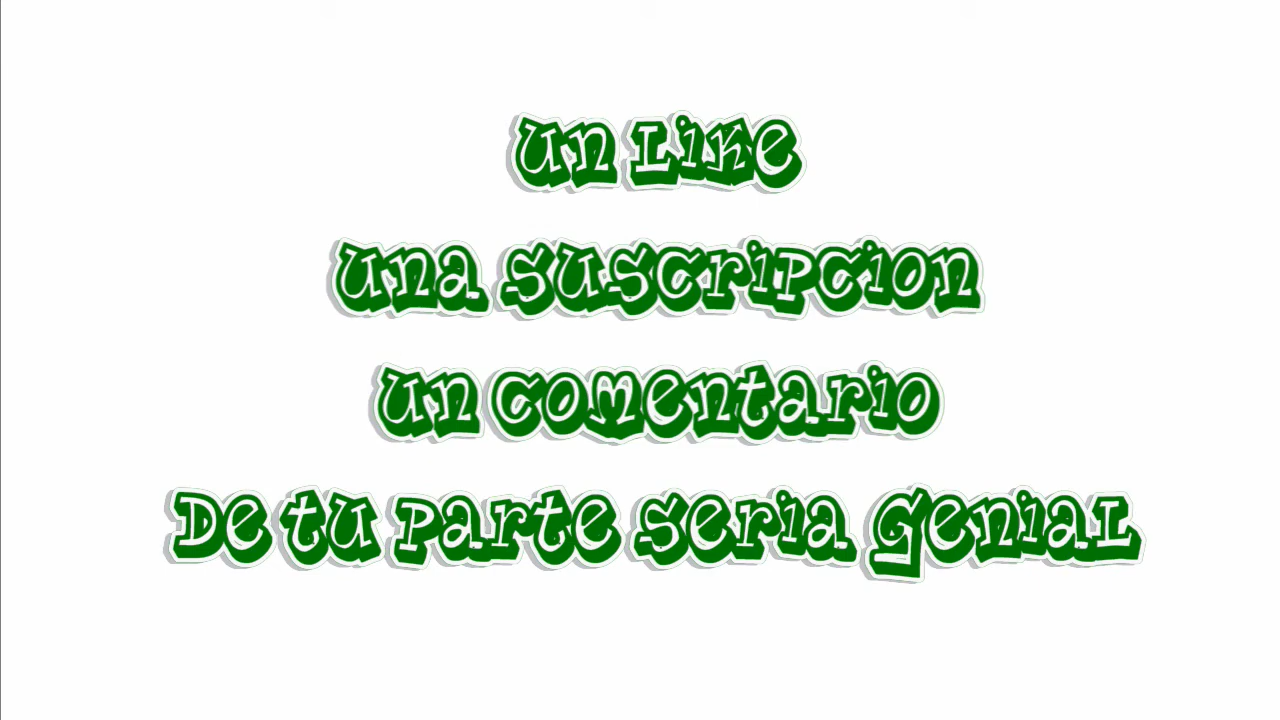 un Like
una suscripcion
un comentario
De tu parte seria genial